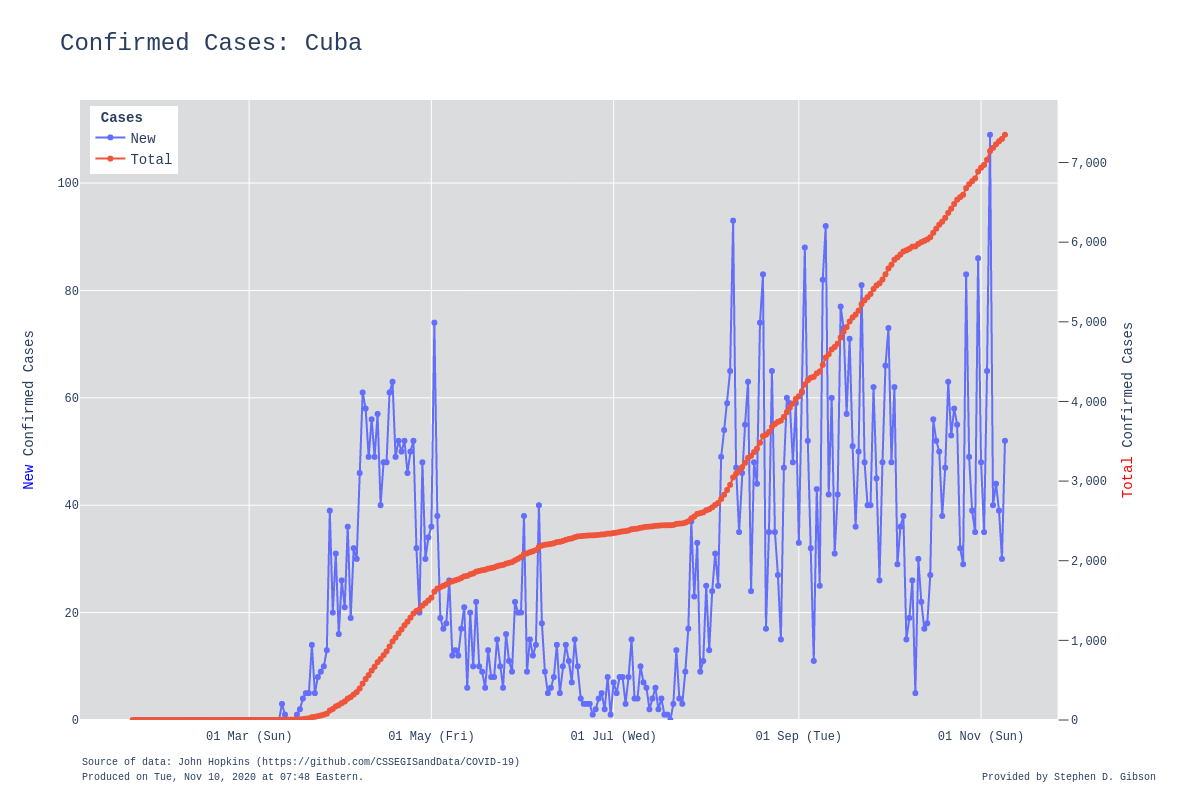 Confirmed Cases: Cuba
Cases
New
Total
100
80
60
40
20
0
7,000
6,000
5,000
4,000
3,000
2,000
1,000
0
New Confirmed Cases
Total Confirmed Cases
01 Mar (Sun) 01 May (Fri) 01 Jul (Wed) 01 Sep (Tue) 01 Nov (Sun)
Source of data: John Hopkins (https://github.com/CSSEGISandData/COVID-19)
Produced on Tue, Nov 10, 2020 at 07:48 Eastern.
Provided by Stephen D. Gibson